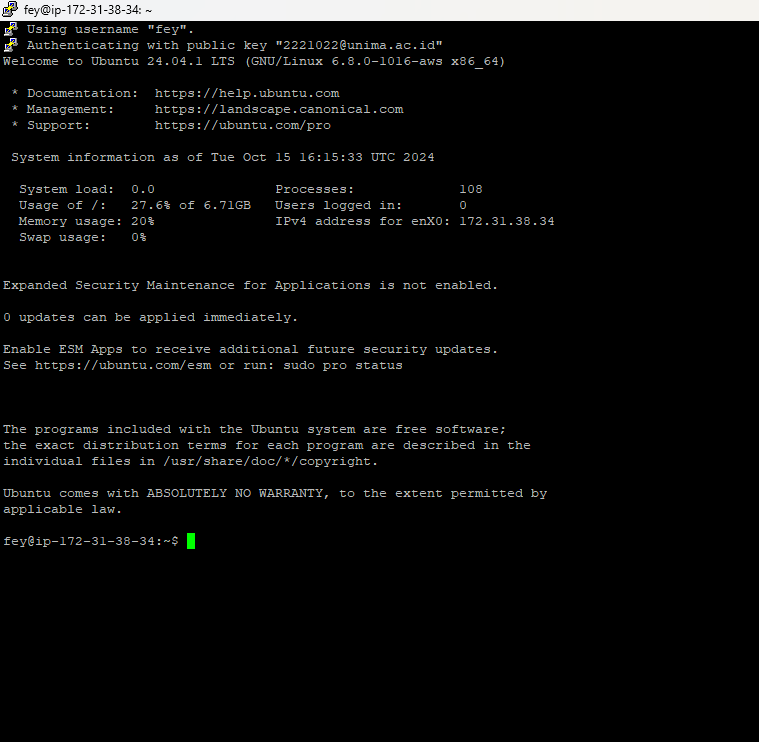 fey@ip-172-31-38-34: ~
Using username "fey".
Authenticating with public key "2221022@unima.ac.id"
Welcome to Ubuntu 24.04.1 LTS (GNU/Linux 6.8.0-1016-aws x86_64)
* Documentation: https://help.ubuntu.com
* Management: https://landscape.canonical.com
* Support: https://ubuntu.com/pro
System information as of Tue Oct 15 16:15:33 UTC 2024
System load: 0.0 Processes: 108
Usage of /: 27.6% of 6.71GB Users logged in: 0
Memory usage: 20% IPv4 address for enX0: 172.31.38.34
Swap usage: 0%
Expanded Security Maintenance for Applications is not enabled.
0 updates can be applied immediately.
Enable ESM Apps to receive additional future security updates.
See https://ubuntu.com/esm or run: sudo pro status
The programs included with the Ubuntu system are free software;
the exact distribution terms for each program are described in the
individual files in /usr/share/doc/*/copyright.
Ubuntu comes with ABSOLUTELY NO WARRANTY, to the extent permitted by
applicable law.
fey@ip-172-31-38-34:~$